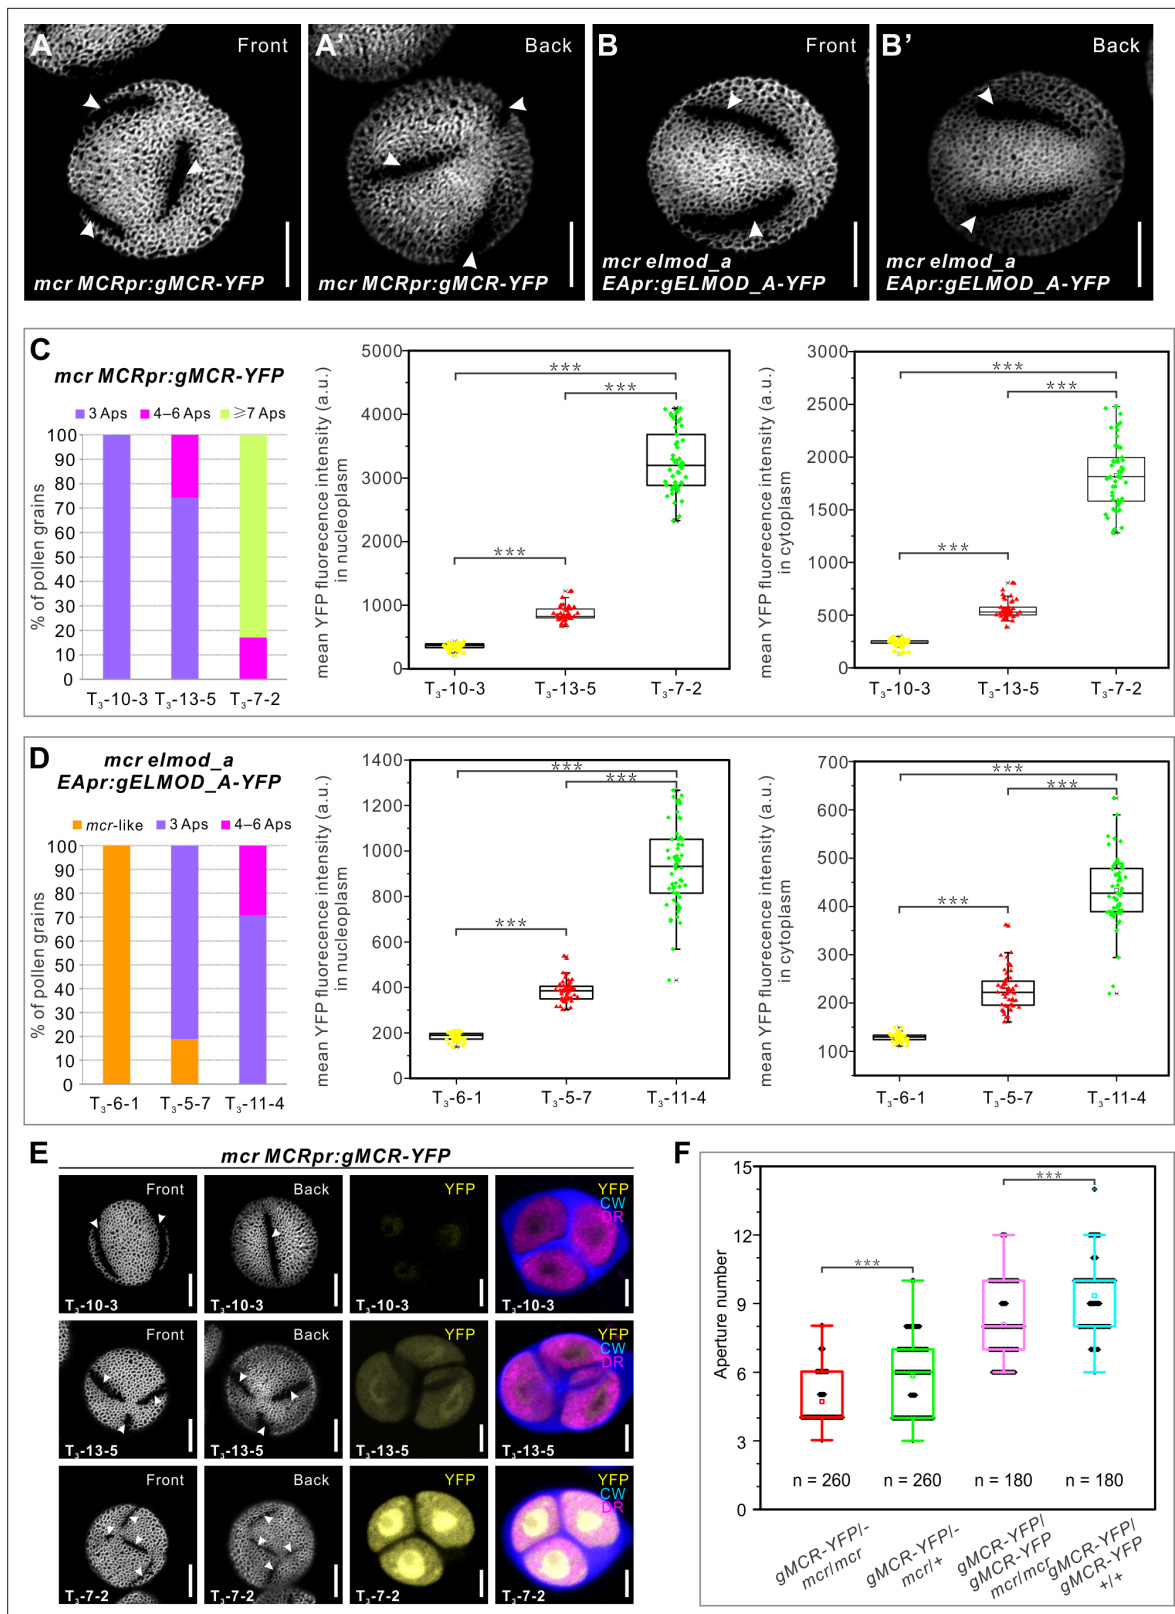 A Front
A’ Back
B Front
B’ Back
mcr MCRpr:gMCR-YFP
mcr MCRpr:gMCR-YFP
mcr elmod_a
EApr:gELMOD_A-YFP
mcr elmod_a
EApr:gELMOD_A-YFP
C
mcr MCRpr:gMCR-YFP
3 Aps 4–6 Aps ⩾7 Aps
% of pollen grains
100
90
80
70
60
50
40
30
20
10
0
T3-10-3 T3-13-5 T3-7-2
mean YFP fluorecence intensity (a.u.)
in nucleoplasm
5000
4000
3000
2000
1000
0
***
***
***
T3-10-3 T3-13-5 T3-7-2
mean YFP fluorecence intensity (a.u.)
in cytoplasm
3000
2500
2000
1500
1000
500
0
***
***
***
T3-10-3 T3-13-5 T3-7-2
D
mcr elmod_a
EApr:gELMOD_A-YFP
mcr-like 3 Aps 4–6 Aps
% of pollen grains
100
90
80
70
60
50
40
30
20
10
0
T3-6-1 T3-5-7 T3-11-4
mean YFP fluorecence intensity (a.u.)
in nucleoplasm
1400
1200
1000
800
600
400
200
0
***
***
***
T3-6-1 T3-5-7 T3-11-4
mean YFP fluorecence intensity (a.u.)
in cytoplasm
700
600
500
400
300
200
100
***
***
***
T3-6-1 T3-5-7 T3-11-4
E
mcr MCRpr:gMCR-YFP
Front Back YFP YFP
CW
DR
T3-10-3 T3-10-3 T3-10-3 T3-10-3
Front Back YFP YFP
CW
DR
T3-13-5 T3-13-5 T3-13-5 T3-13-5
Front Back YFP YFP
CW
DR
T3-7-2 T3-7-2 T3-7-2 T3-7-2
F
Aperture number
15
12
9
6
3
0
***
***
n = 260 n = 260 n = 180 n = 180
gMCR-YFP/-
mcr/mcr
gMCR-YFP/-
mcr/+
gMCR-YFP/
gMCR-YFP
mcr/mcr
gMCR-YFP/
gMCR-YFP
+/+